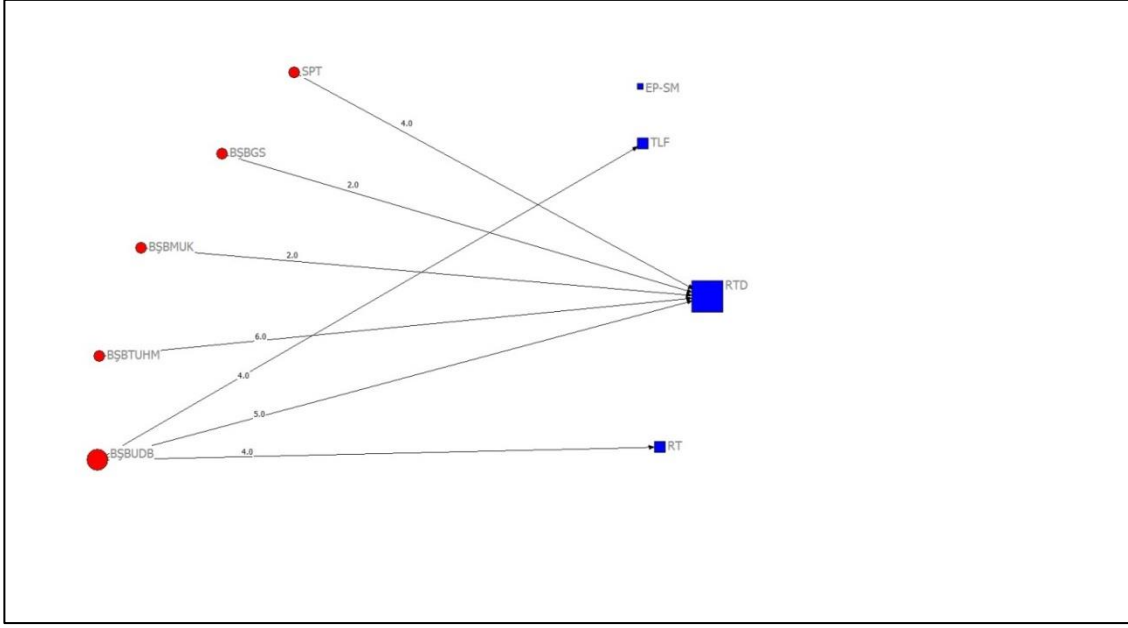 SPT
EP-SM
4.0
TLF
BŞBGS
2.0
BŞBMUK
2.0
RTD
6.0
BŞBTUHM
4.0
5.0
BŞBUDB
4.0
RT